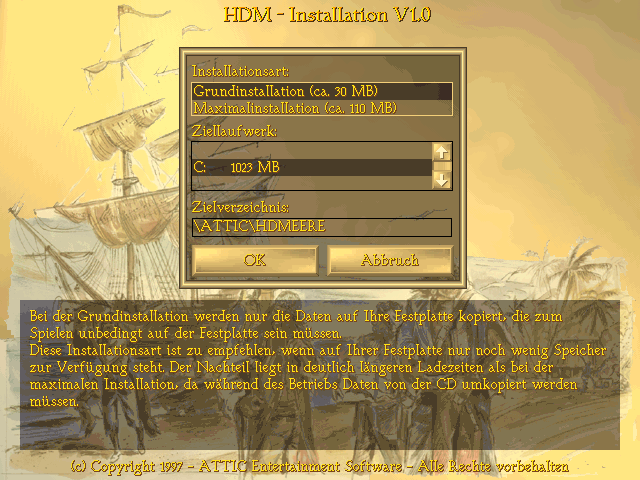 HDM - Installation V1.0
Installationsart:
Grundinstallation (ca. 30 MB)
Maximalinstallation (ca. 110 MB)
Ziellaufwerk:
C: 1023 MB
Zielverzeichnis:
\ATTIC\HDMEERE
OK Abbruch
Bei der Grundinstallation werden nur die Daten auf Ihre Festplatte kopiert, die zum
Spielen unbedingt auf der Festplatte sein müssen.
Diese Installationsart ist zu empfehlen, wenn auf Ihrer Festplatte nur noch wenig Speicher
zur Verfügung steht. Der Nachteil liegt in deutlich längeren Ladezeiten als bei der
maximalen Installation, da während des Betriebs Daten von der CD umkopiert werden
müssen.
(c) Copyright 1997 - ATTIC Entertainment Software - Alle Rechte vorbehalten